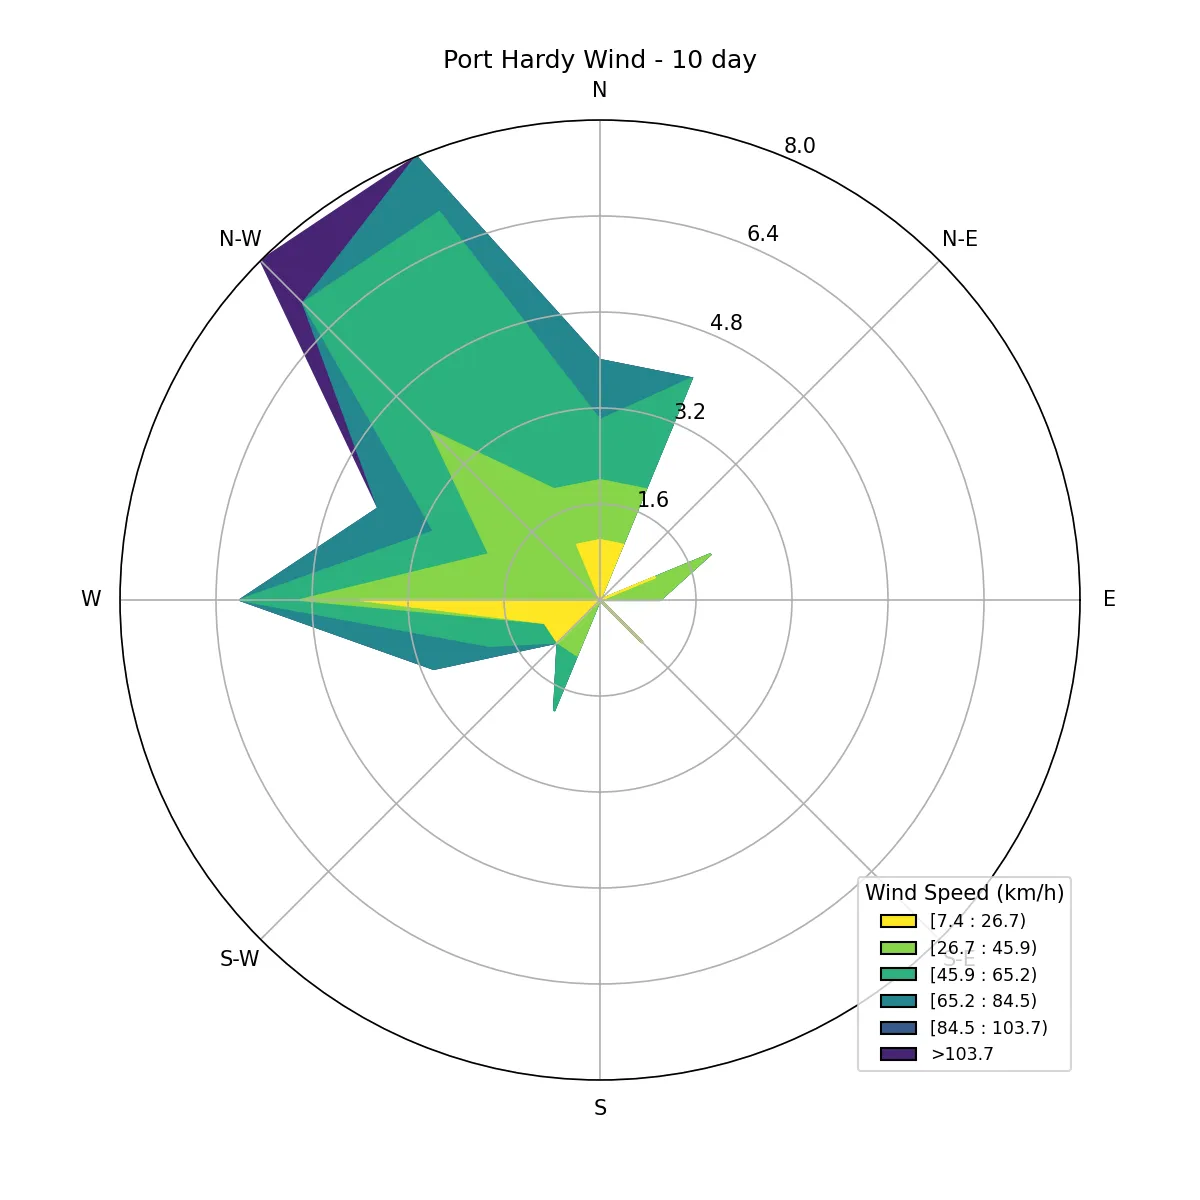 Port Hardy Wind - 10 day
N
8.0
N-W
6.4
N-E
4.8
3.2
1.6
W
E
Wind Speed (km/h)
[7.4 : 26.7)
[26.7 : 45.9)
S-W
S-E
[45.9 : 65.2)
[65.2 : 84.5)
[84.5 : 103.7)
>103.7
S